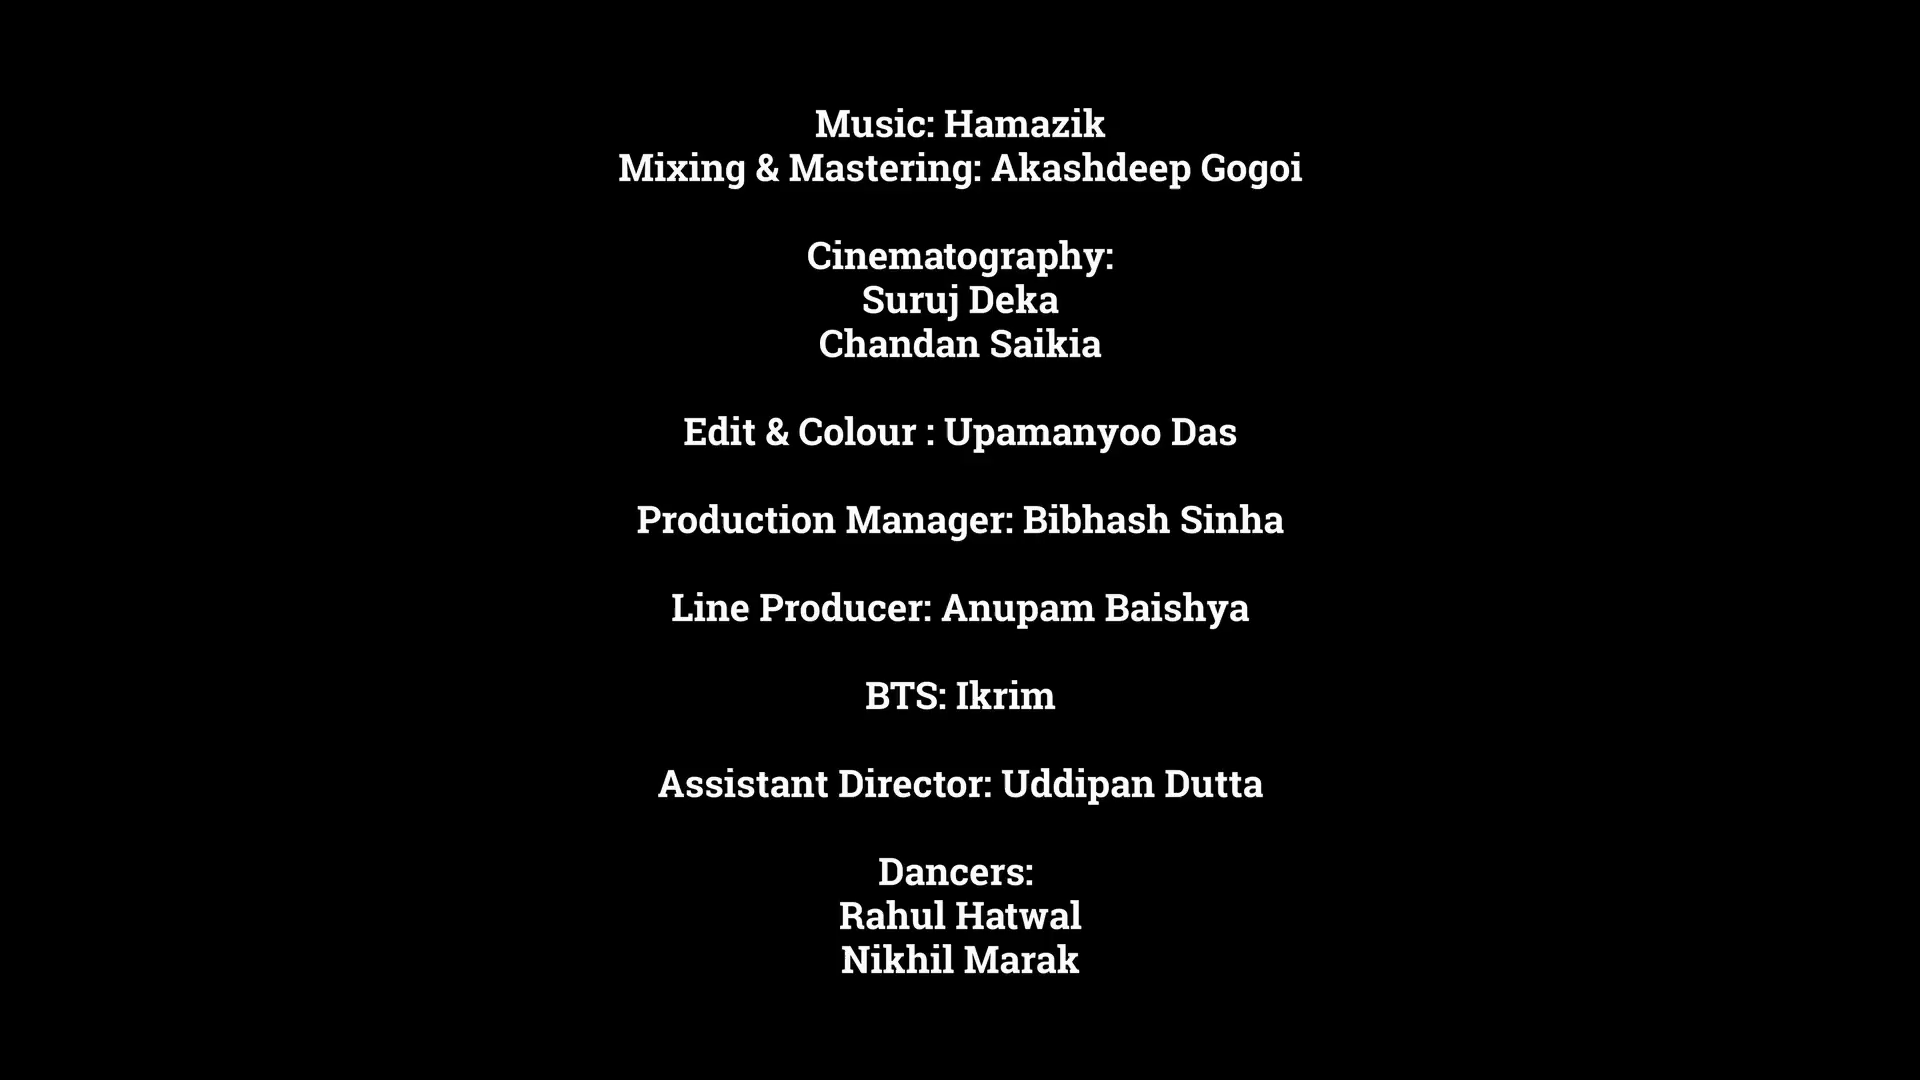 Music: Hamazik
Mixing & Mastering: Akashdeep Gogoi
Cinematography:
Suruj Deka
Chandan Saikia
Edit & Colour : Upamanyoo Das
Production Manager: Bibhash Sinha
Line Producer: Anupam Baishya
BTS: Ikrim
Assistant Director: Uddipan Dutta
Dancers:
Rahul Hatwal
Nikhil Marak